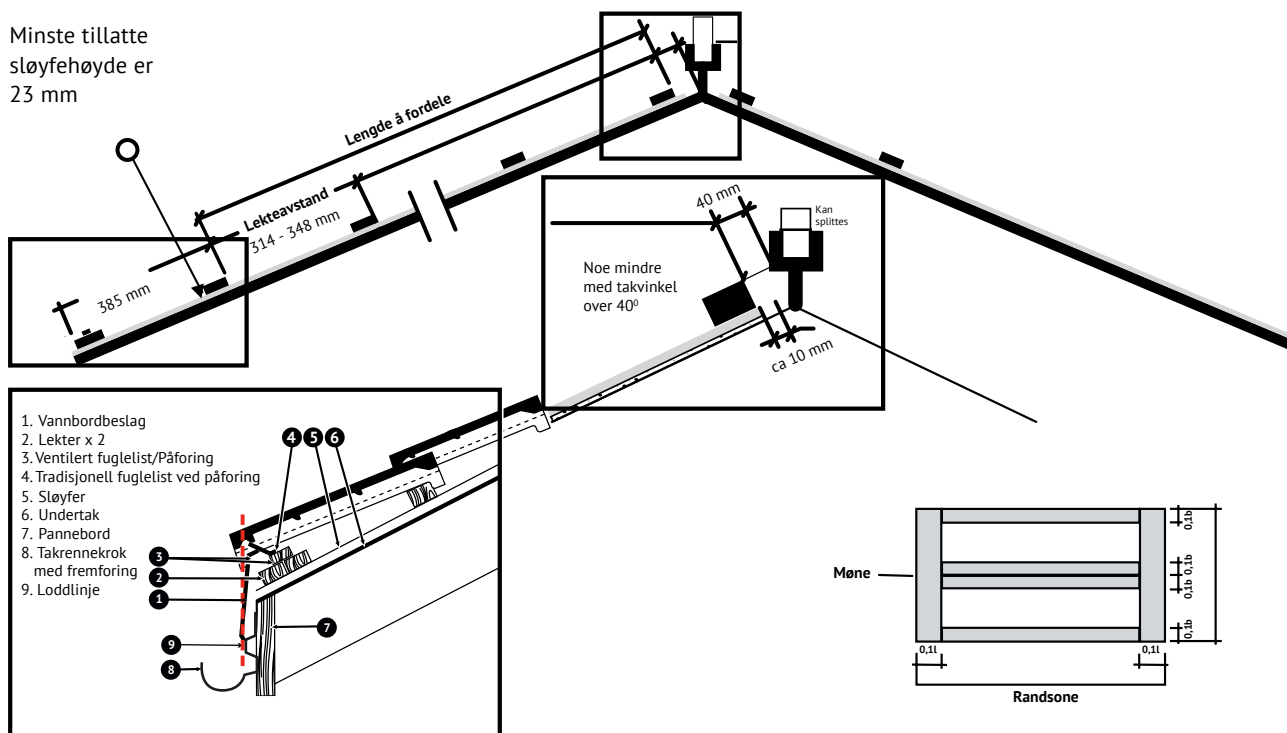 Minste tillatte
sløyfehøyde er
23 mm
Lengde å fordele
Lekteavstand
314 - 348 mm
385 mm
40 mm
Kan
splittes
Noe mindre
med takvinkel
over 40⁰
ca 10 mm
1. Vannbordbeslag
2. Lekter x 2
3. Ventilert fuglelist/Påforing
4. Tradisjonell fuglelist ved påforing
5. Sløyfer
6. Undertak
7. Pannebord
8. Takrennekrok
med fremforing
9. Loddlinje
4 5 6
3
2
1
7
9
8
Møne
0,1b
0,1b
0,1b
0,1b
0,1l
0,1l
Randsone